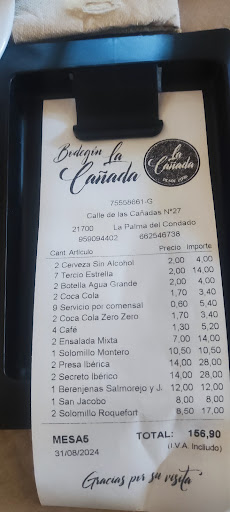 Bodegón La
Cañada
La
Cañada
75558661-G
Calle de las Cañadas Nº27
21700 La Palma del Condado
959094402 662546738
Cant. Artículo Precio Importe
2 Cerveza Sin Alcohol 2,00 4,00
7 Tercio Estrella 2,00 14,00
2 Botella Agua Grande 2,00 4,00
2 Coca Cola 1,70 3,40
9 Servicio por comensal 0,60 5,40
2 Coca Cola Zero Zero 1,70 3,40
4 Café 1,30 5,20
2 Ensalada Mixta 7,00 14,00
1 Solomillo Montero 10,50 10,50
2 Presa Ibérica 14,00 28,00
2 Secreto Ibérico 14,00 28,00
1 Berenjenas Salmorejo y J 12,00 12,00
1 San Jacobo 8,00 8,00
2 Solomillo Roquefort 8,50 17,00
MESA6 TOTAL: 156,90
31/08/2024 (I.V.A. Incluido)
Gracias por su visita